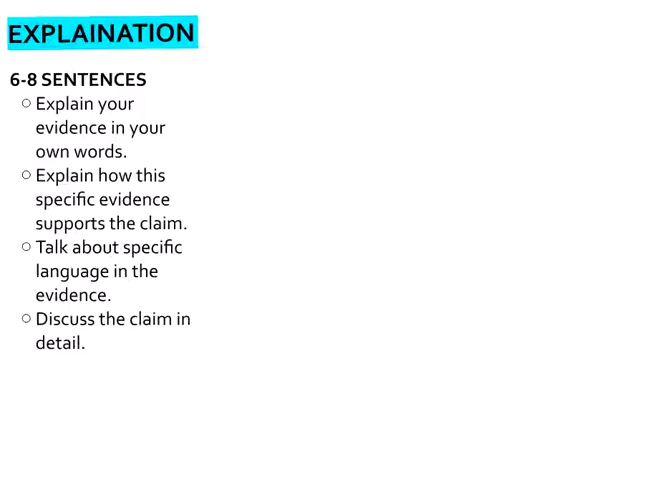 EXPLAINATION
6-8 SENTENCES
○ Explain your
evidence in your
own words.
○ Explain how this
specific evidence
supports the claim.
○ Talk about specific
language in the
evidence.
○ Discuss the claim in
detail.